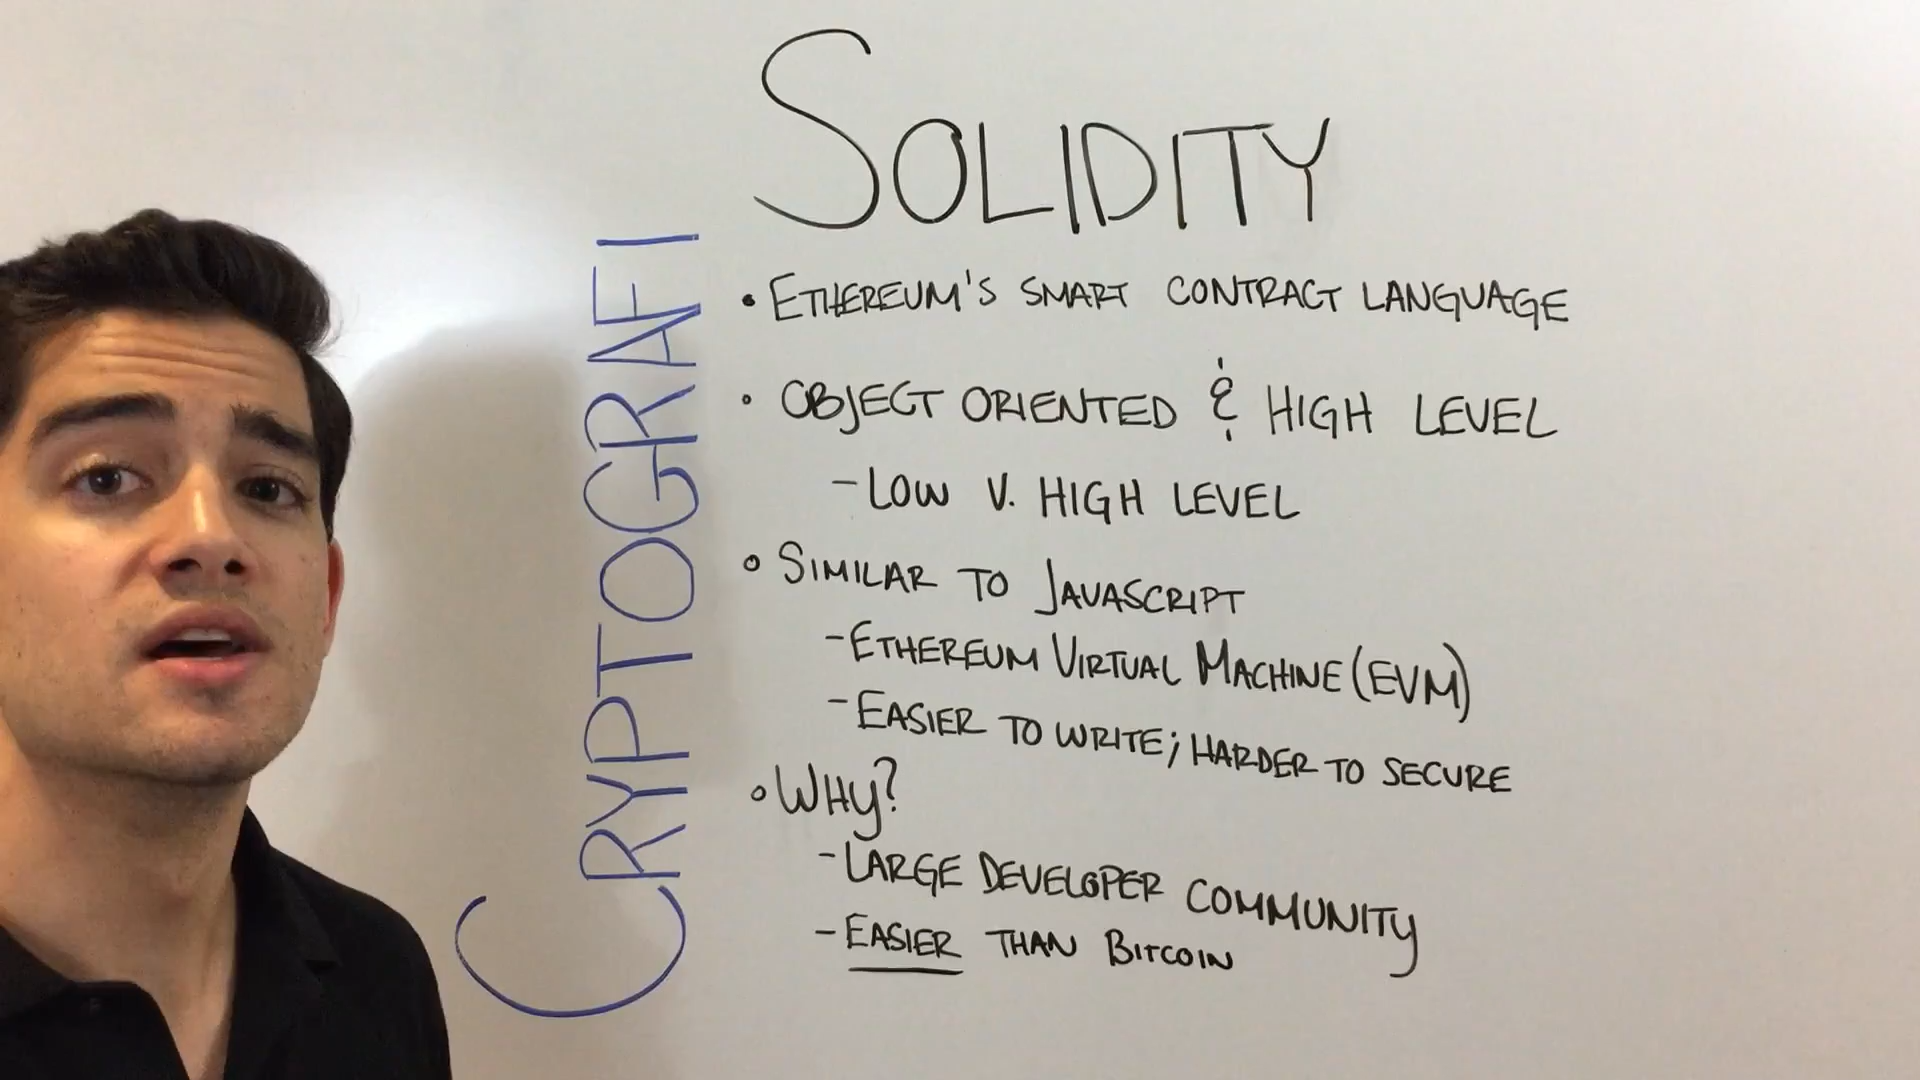 SOLIDITY
CRYPTOGRAFI
• ETHEREUM'S SMART CONTRACT LANGUAGE
• OBJECT ORIENTED & HIGH LEVEL
- LOW V. HIGH LEVEL
• SIMILAR TO JAVASCRIPT
- ETHEREUM VIRTUAL MACHINE (EVM)
- EASIER TO WRITE; HARDER TO SECURE
• WHY?
- LARGE DEVELOPER COMMUNITY
- EASIER THAN BITCOIN